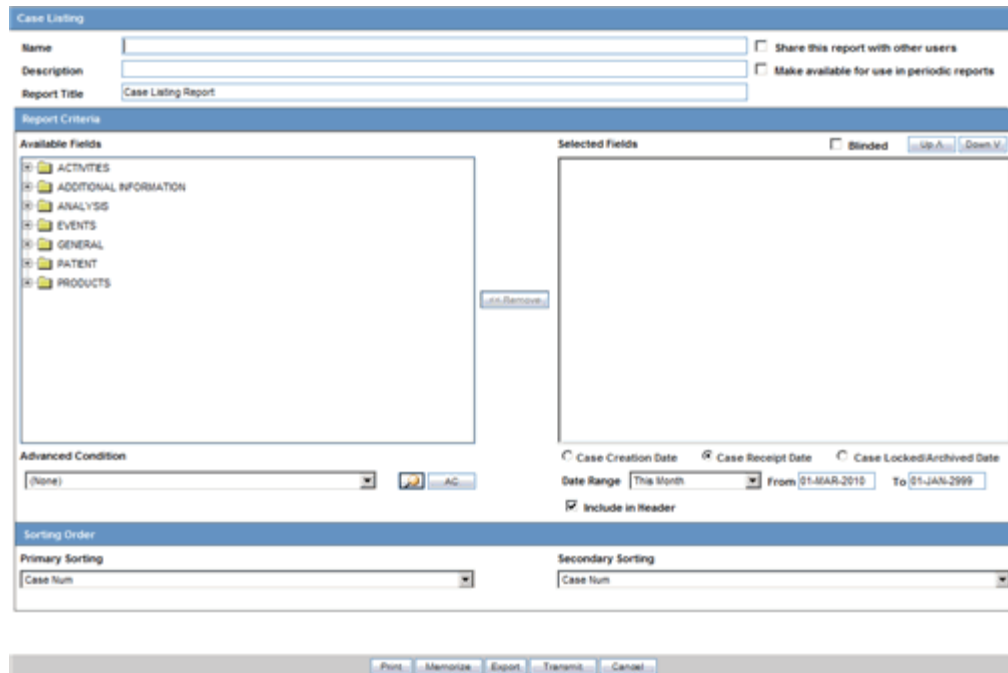 Case Listing
Name
Share this report with other users
Description
Make available for use in periodic reports
Report Title Case Listing Report
Report Criteria
Available Fields
Selected Fields Blinded Up Λ Down V
ACTIVITIES
ADDITIONAL INFORMATION
ANALYSIS
EVENTS
GENERAL
PATIENT
PRODUCTS
<< Remove
Advanced Condition
Case Creation Date Case Receipt Date Case Locked/Archived Date
(None) AC
Date Range This Month From 01-MAR-2010 To 01-JAN-2999
Include in Header
Sorting Order
Primary Sorting Secondary Sorting
Case Num Case Num
Print Memorize Export Transmit Cancel